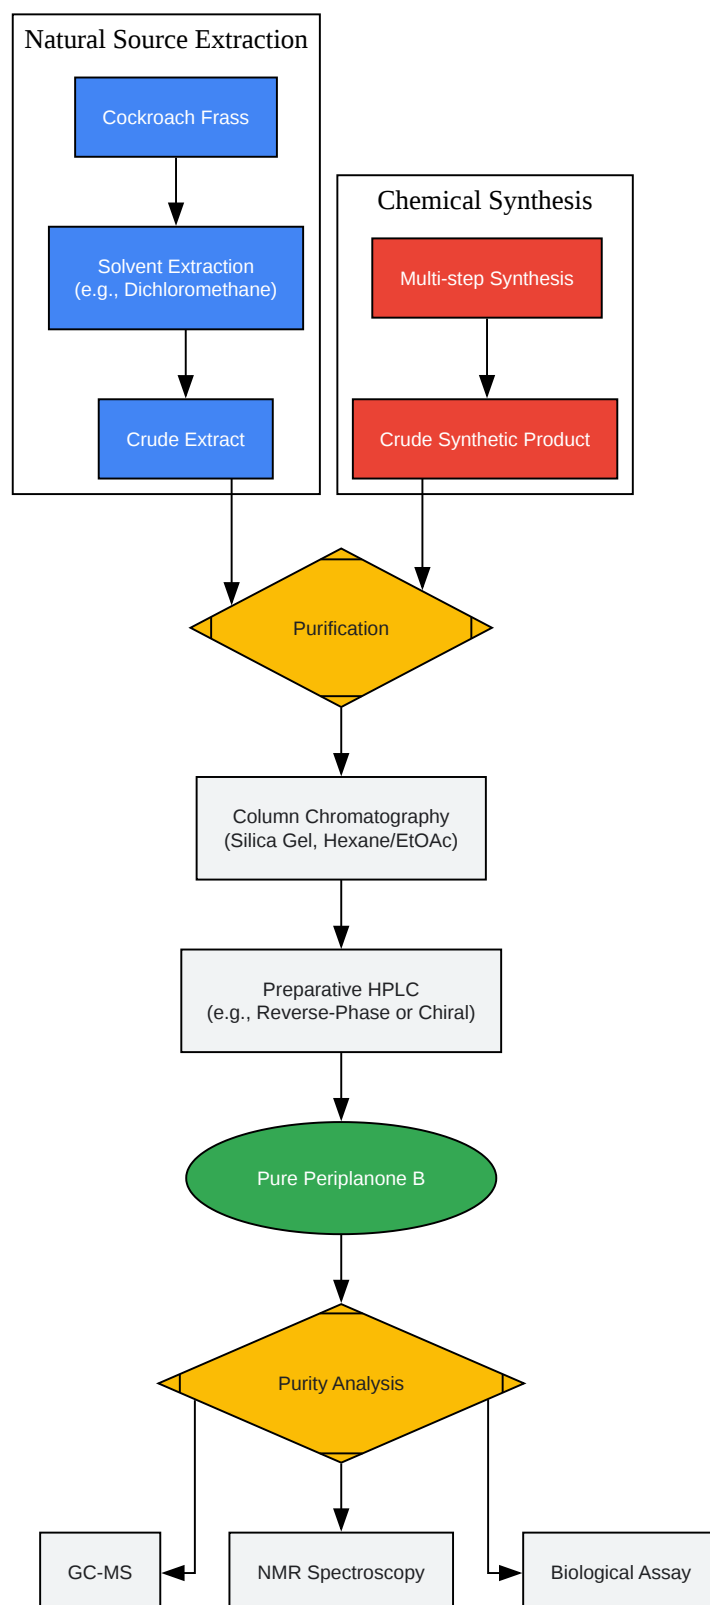 Natural Source Extraction
Cockroach Frass
Solvent Extraction
(e.g., Dichloromethane)
Crude Extract
Chemical Synthesis
Multi-step Synthesis
Crude Synthetic Product
Purification
Column Chromatography
(Silica Gel, Hexane/EtOAc)
Preparative HPLC
(e.g., Reverse-Phase or Chiral)
Pure Periplanone B
Purity Analysis
GC-MS
NMR Spectroscopy
Biological Assay